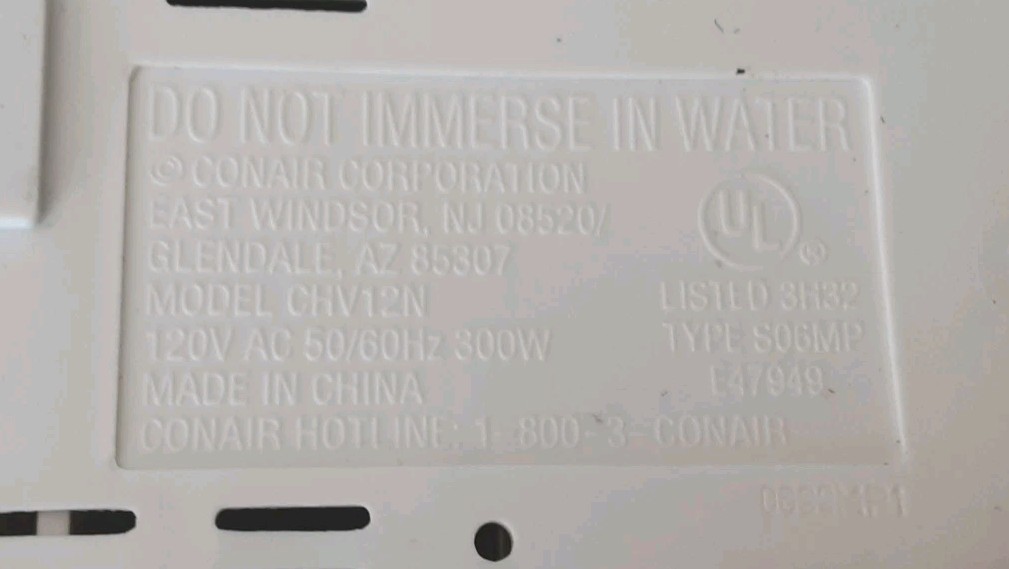 DO NOT IMMERSE IN WATER
© CONAIR CORPORATION
EAST WINDSOR, NJ 08520/
GLENDALE, AZ 85307
MODEL CHV12N
120V AC 50/60Hz 300W
MADE IN CHINA
CONAIR HOTLINE: 1-800-3-CONAIR
UL®
LISTED 3H32
TYPE S06MP
E47949